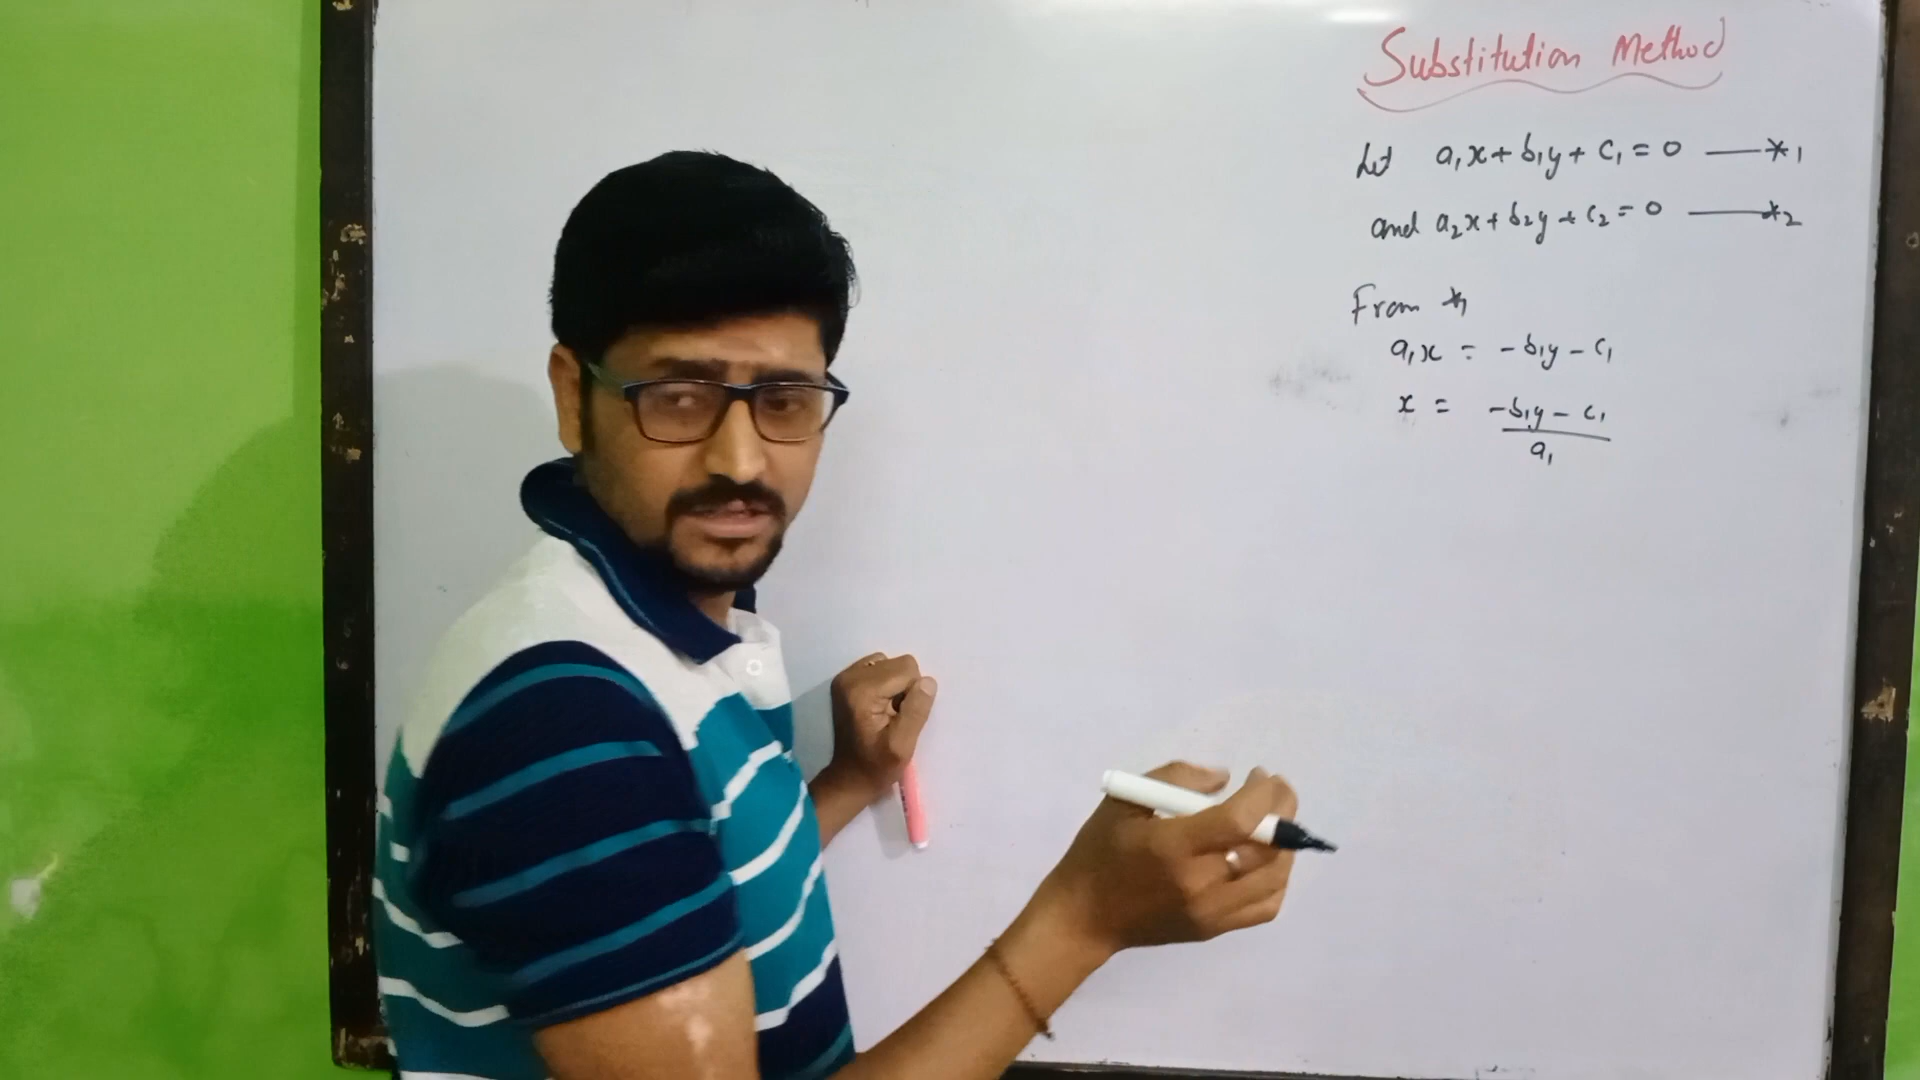 Substitution Method
Let a₁x + b₁y + c₁ = 0 —— *₁
and a₂x + b₂y + c₂ = 0 —— *₂
From *₁
a₁x = -b₁y - c₁
x = -b₁y - c₁
a₁